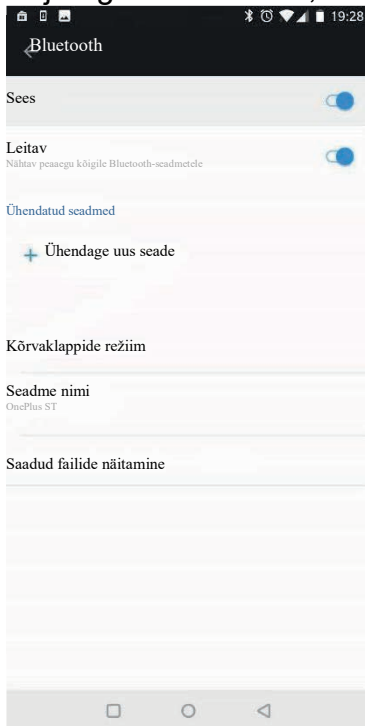 19:28
Bluetooth
Sees
Leitav
Nähtav peaaegu kõigile Bluetooth-seadmetele
Ühendatud seadmed
+ Ühendage uus seade
Kõrvaklappide režiim
Seadme nimi
OnePlus ST
Saadud failide näitamine